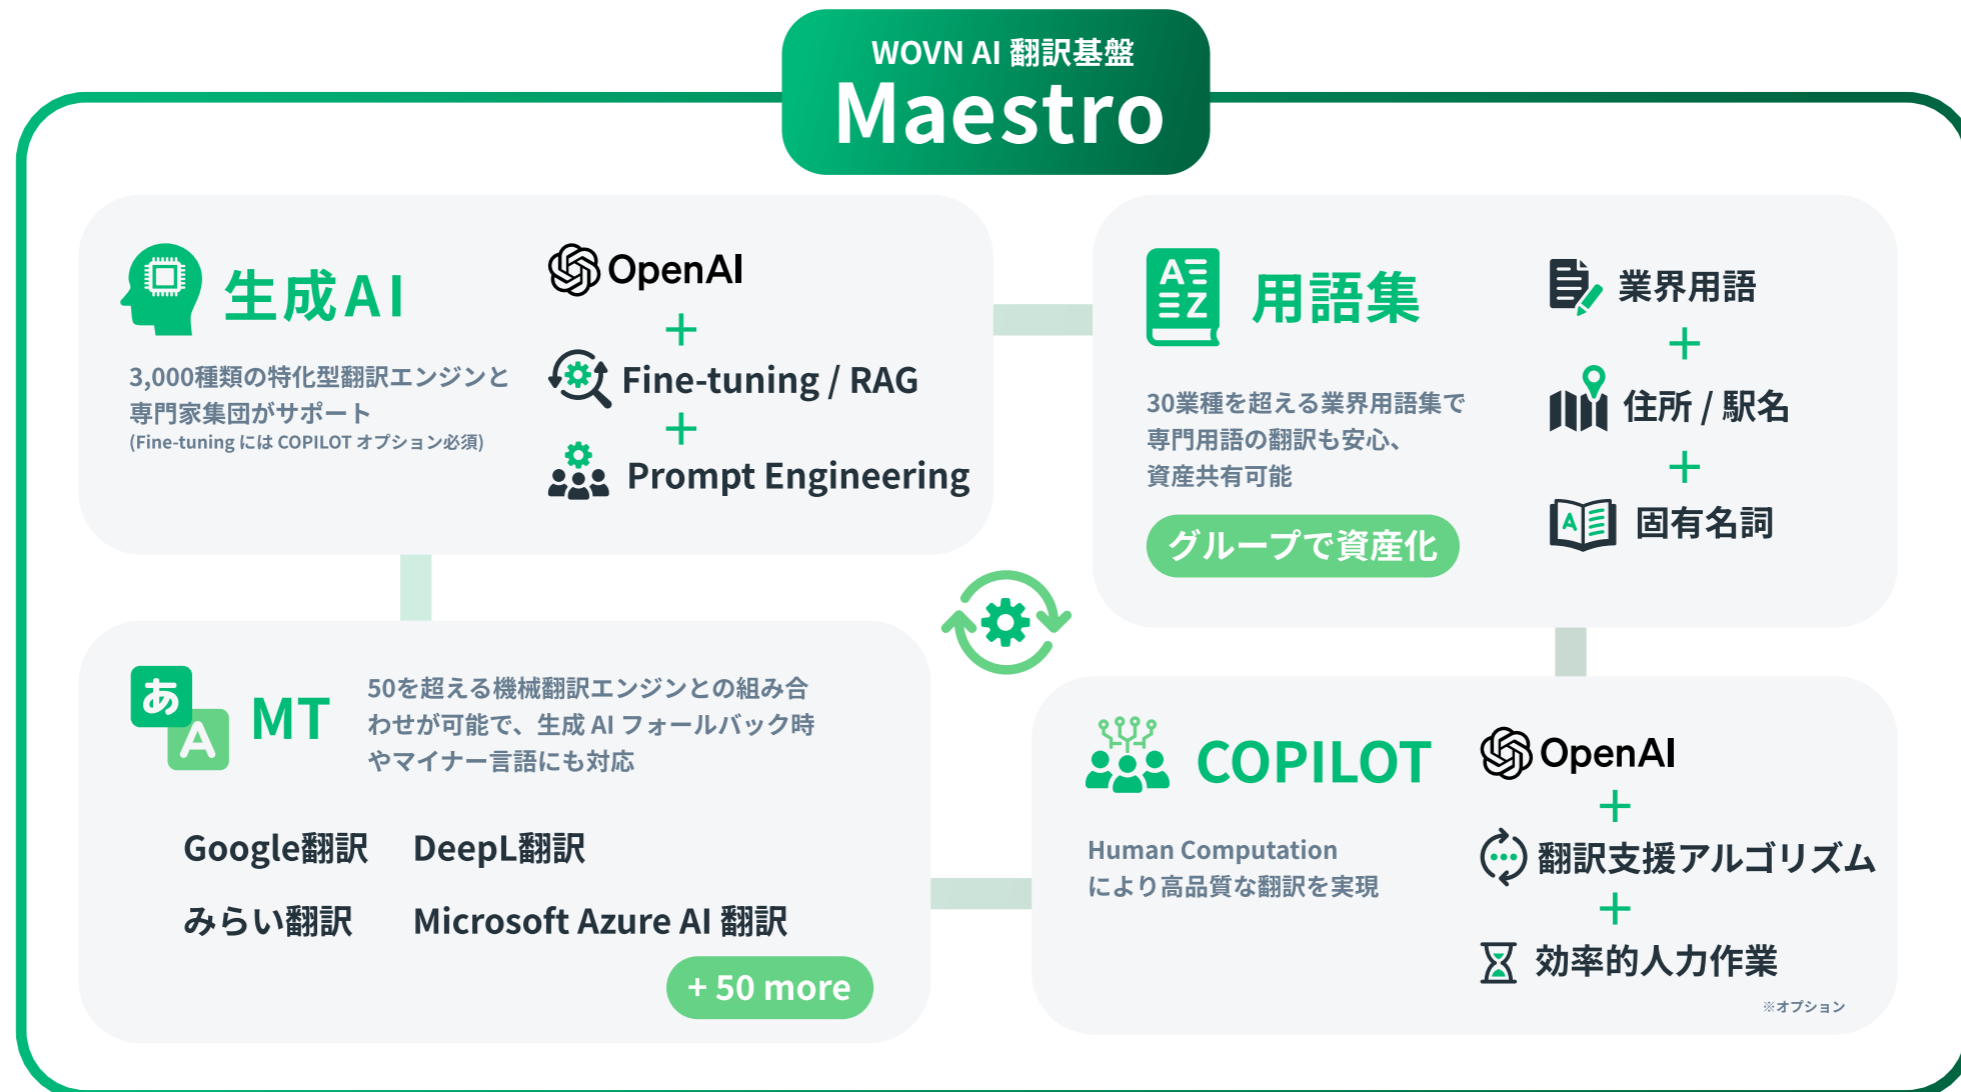 WOVN AI 翻訳基盤
Maestro
生成AI
3,000種類の特化型翻訳エンジンと
専門家集団がサポート
(Fine-tuning には COPILOT オプション必須)
OpenAI
+
Fine-tuning / RAG
+
Prompt Engineering
A
Z
用語集
30業種を超える業界用語集で
専門用語の翻訳も安心、
資産共有可能
グループで資産化
業界用語
+
住所 / 駅名
+
A
固有名詞
あ
A
MT
50を超える機械翻訳エンジンとの組み合
わせが可能で、生成 AI フォールバック時
やマイナー言語にも対応
Google翻訳 DeepL翻訳
みらい翻訳 Microsoft Azure AI 翻訳
+ 50 more
COPILOT
Human Computation
により高品質な翻訳を実現
OpenAI
+
翻訳支援アルゴリズム
+
効率的人力作業
※オプション